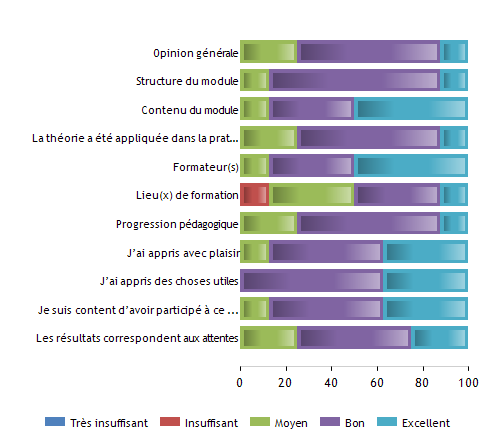 Opinion générale
Structure du module
Contenu du module
La théorie a été appliquée dans la prat...
Formateur(s)
Lieu(x) de formation
Progression pédagogique
J'ai appris avec plaisir
J'ai appris des choses utiles
Je suis content d'avoir participé à ce ...
Les résultats correspondent aux attentes
0 20 40 60 80 100
Très insuffisant Insuffisant Moyen Bon Excellent